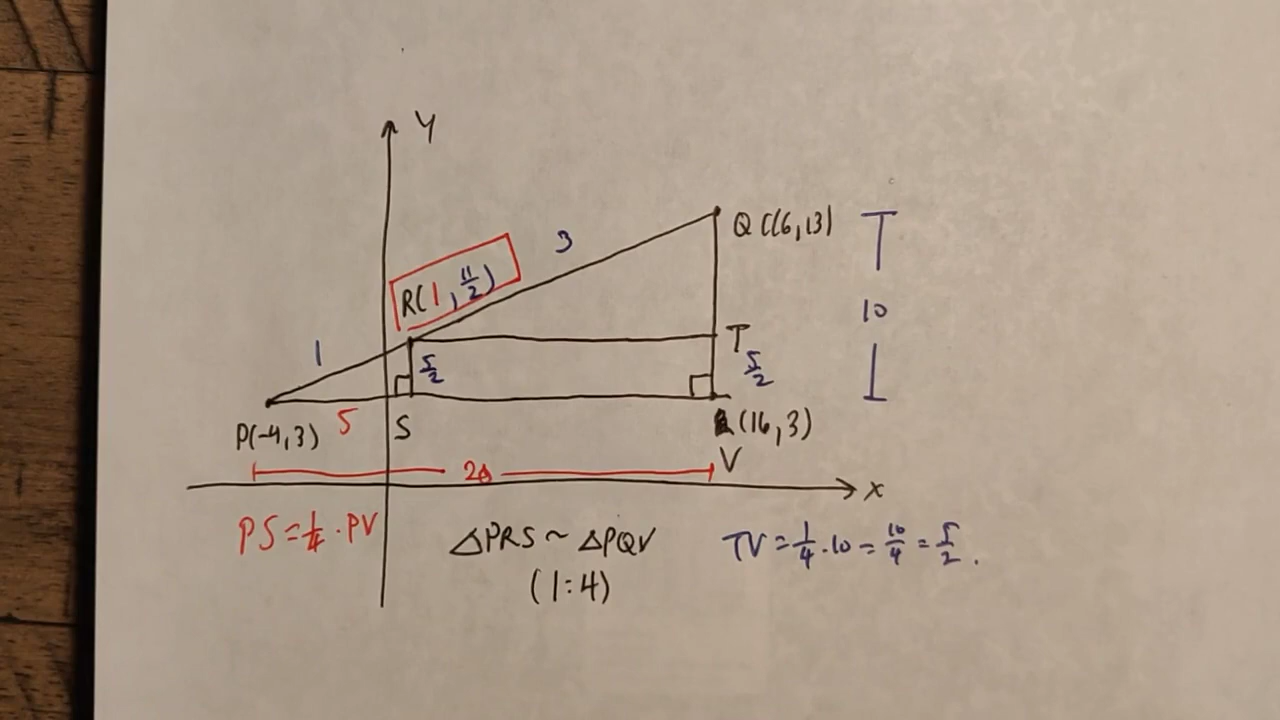 y
Q(16,13)
3
R(1, 11/2)
10
1
T
5/2
5/2
5
P(-4,3)
S
(16,3)
V
20
x
PS = 1/4 · PV
△PRS ~ △PQV
(1:4)
TV = 1/4 · 10 = 10/4 = 5/2 .